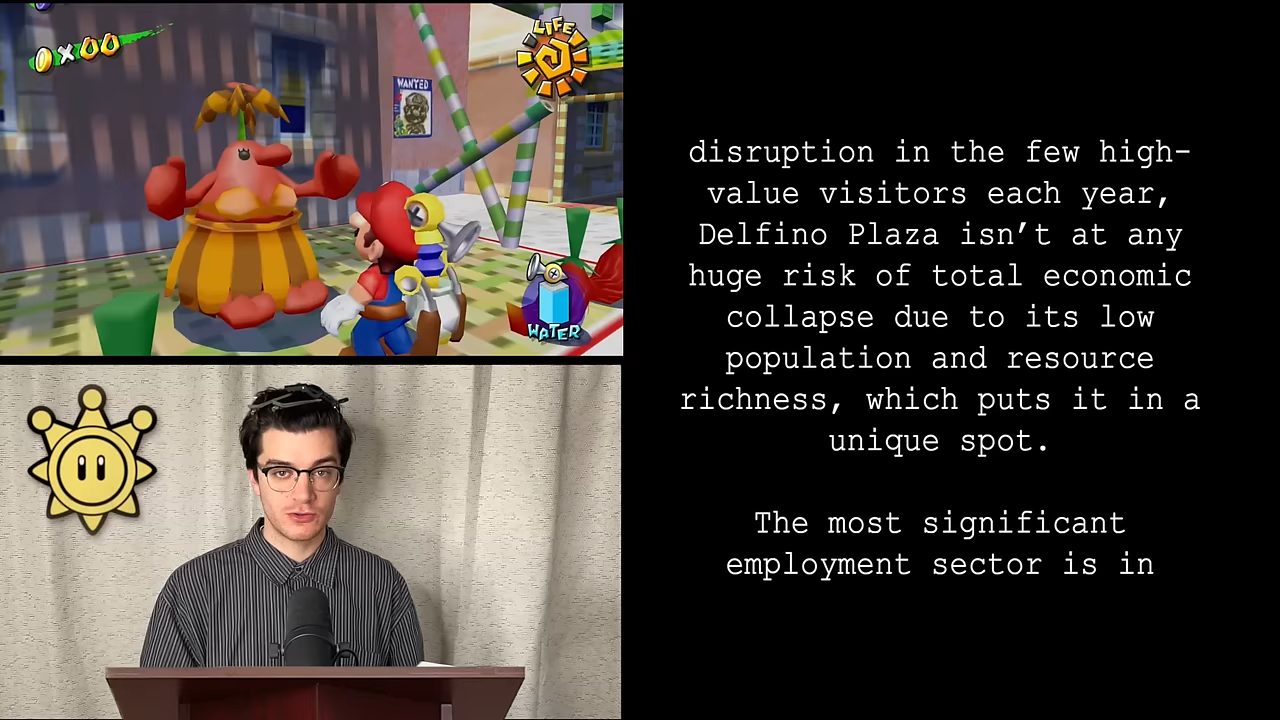 x00
LIFE
WANTED
WATER
disruption in the few high-
value visitors each year,
Delfino Plaza isn’t at any
huge risk of total economic
collapse due to its low
population and resource
richness, which puts it in a
unique spot.
The most significant
employment sector is in